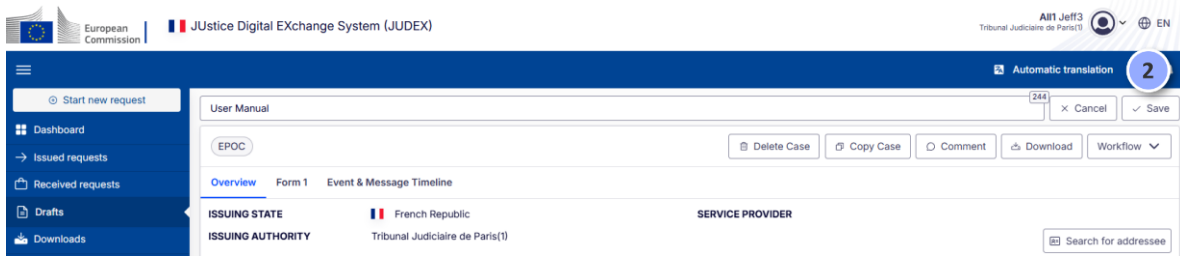 European
Commission
JUstice Digital EXchange System (JUDEX)
All1 Jeff3
Tribunal Judiciaire de Paris(1)
EN
Automatic translation
2
Start new request
User Manual
244
Cancel
Save
Dashboard
EPOC
Delete Case
Copy Case
Comment
Download
Workflow
Issued requests
Received requests
Overview
Form 1
Event & Message Timeline
Drafts
ISSUING STATE
French Republic
SERVICE PROVIDER
Downloads
ISSUING AUTHORITY
Tribunal Judiciaire de Paris(1)
Search for addressee